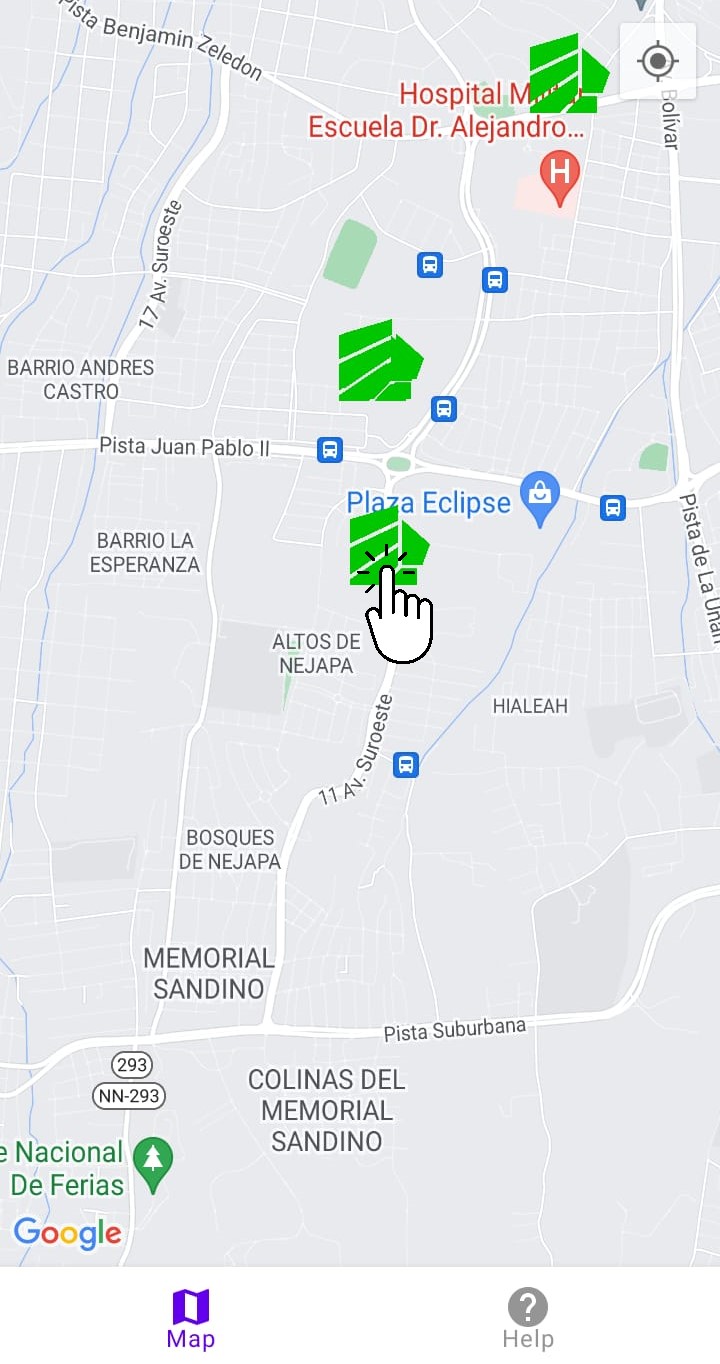 Pista Benjamin Zeledon
Hospital M
Escuela Dr. Alejandro...
Bolívar
H
17 Av. Suroeste
BARRIO ANDRES
CASTRO
Pista Juan Pablo II
Plaza Eclipse
Pista de La Unan
BARRIO LA
ESPERANZA
ALTOS DE
NEJAPA
HIALEAH
11 Av. Suroeste
BOSQUES
DE NEJAPA
MEMORIAL
SANDINO
Pista Suburbana
293
NN-293
COLINAS DEL
MEMORIAL
SANDINO
e Nacional
De Ferias
Google
Map
Help